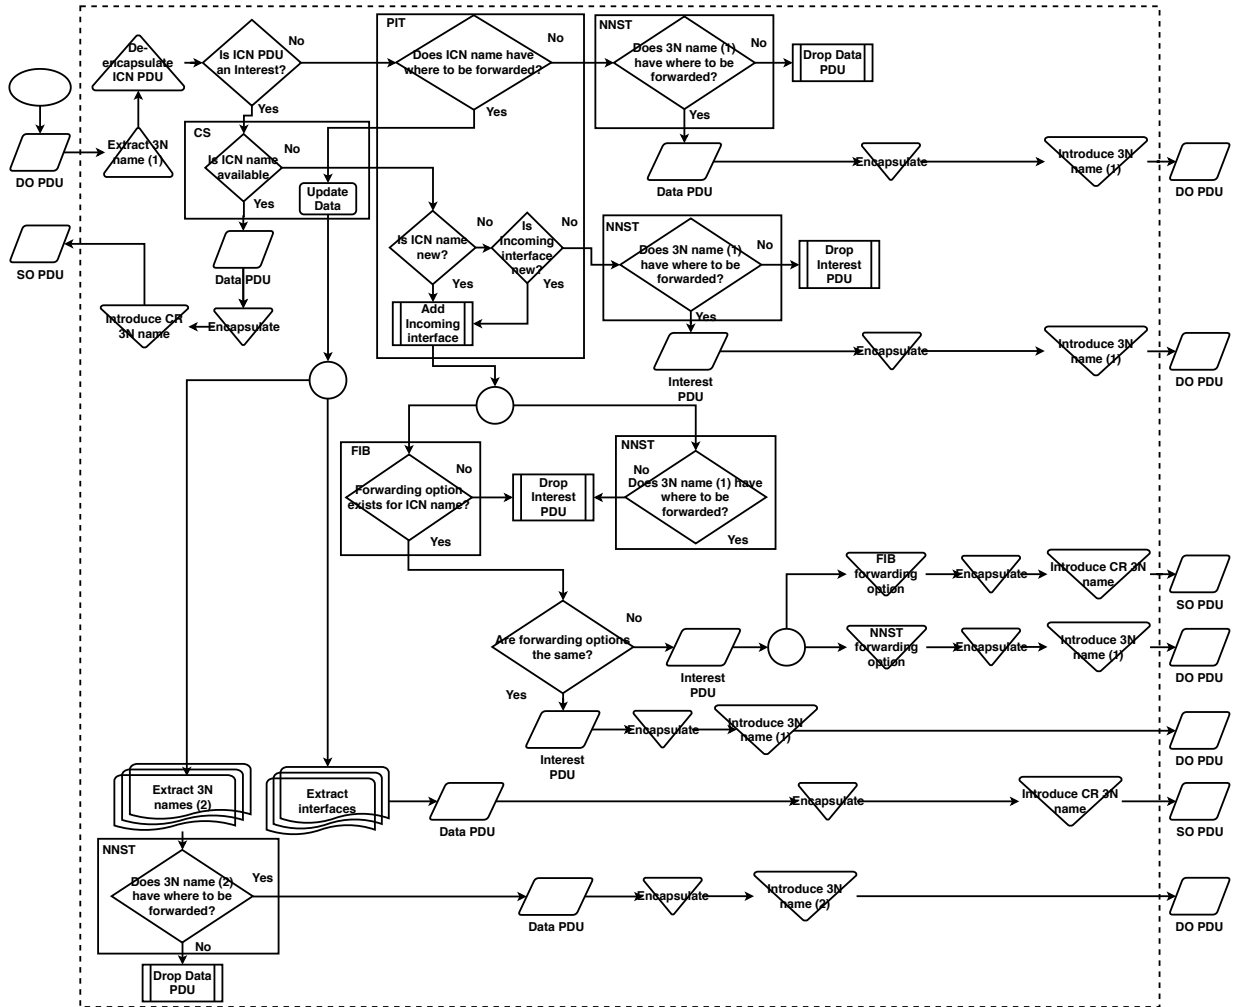 PIT
NNST
De-
encapsulate
ICN PDU
Is ICN PDU
an Interest?
No
Yes
Does ICN name have
where to be forwarded?
No
Yes
Does 3N name (1)
have where to be
forwarded?
No
Yes
Drop Data
PDU
DO PDU
Extract 3N
name (1)
CS
Is ICN name
available
No
Yes
Update
Data
Data PDU
Encapsulate
Introduce 3N
name (1)
DO PDU
SO PDU
Data PDU
Introduce CR
3N name
Encapsulate
Is ICN name
new?
No
Yes
Is
Incoming
interface
new?
No
Yes
Add
Incoming
interface
NNST
Does 3N name (1)
have where to be
forwarded?
No
Yes
Drop
Interest
PDU
Interest
PDU
Encapsulate
Introduce 3N
name (1)
DO PDU
FIB
Forwarding option
exists for ICN name?
No
Yes
Drop
Interest
PDU
NNST
No
Does 3N name (1) have
where to be
forwarded?
Yes
Are forwarding options
the same?
No
Yes
Interest
PDU
FIB
forwarding
option
Encapsulate
Introduce CR 3N
name
SO PDU
NNST
forwarding
option
Encapsulate
Introduce 3N
name (1)
DO PDU
Interest
PDU
Encapsulate
Introduce 3N
name (1)
DO PDU
Extract 3N
names (2)
Extract
interfaces
Data PDU
Encapsulate
Introduce CR 3N
name
SO PDU
NNST
Does 3N name (2)
have where to be
forwarded?
Yes
No
Data PDU
Encapsulate
Introduce 3N
name (2)
DO PDU
Drop Data
PDU